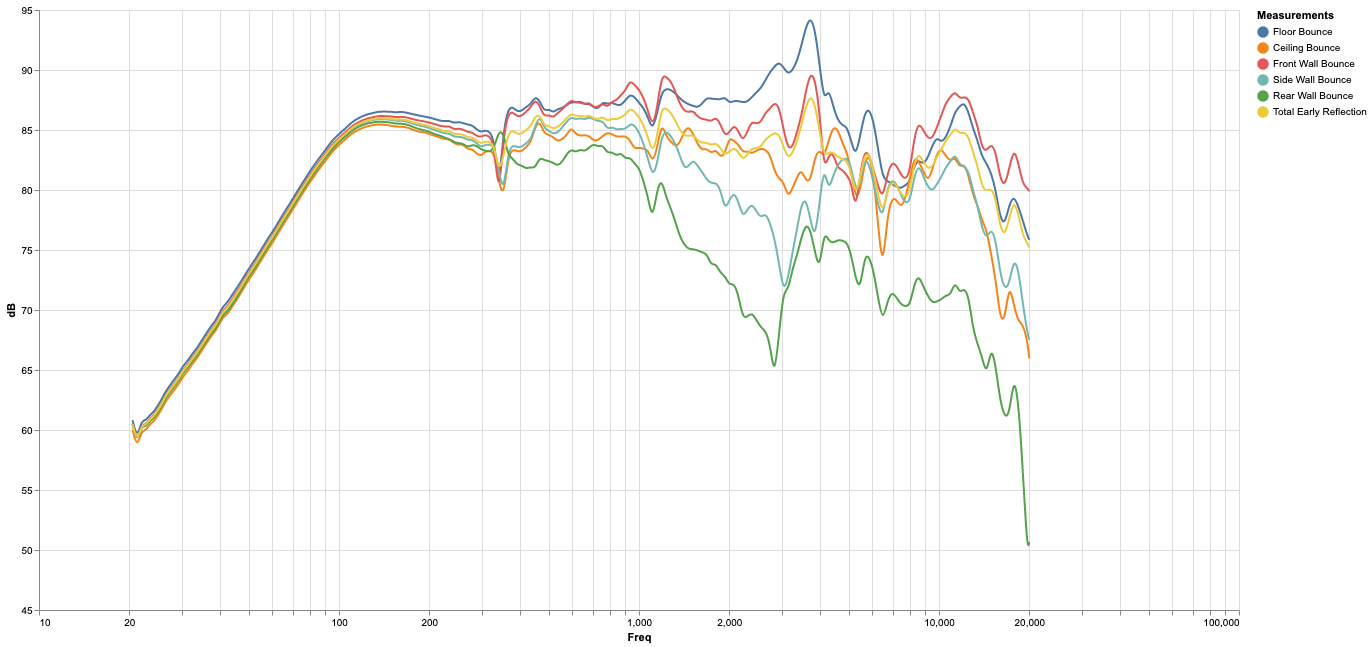 95
90
85
80
75
70
65
60
55
50
45
dB
10
20
100
200
1,000
2,000
10,000
20,000
100,000
Freq
Measurements
Floor Bounce
Ceiling Bounce
Front Wall Bounce
Side Wall Bounce
Rear Wall Bounce
Total Early Reflection